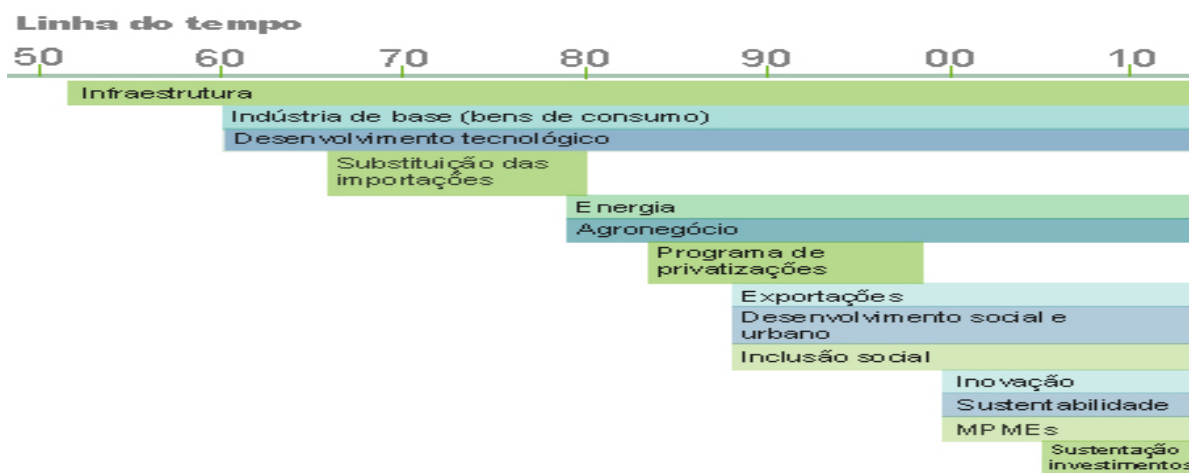 Linha do tempo
50 60 70 80 90 00 10
Infraestrutura
Indústria de base (bens de consumo)
Desenvolvimento tecnológico
Substituição das
importações
Energia
Agronegócio
Programa de
privatizações
Exportações
Desenvolvimento social e
urbano
Inclusão social
Inovação
Sustentabilidade
MPMEs
Sustentação
investimentos